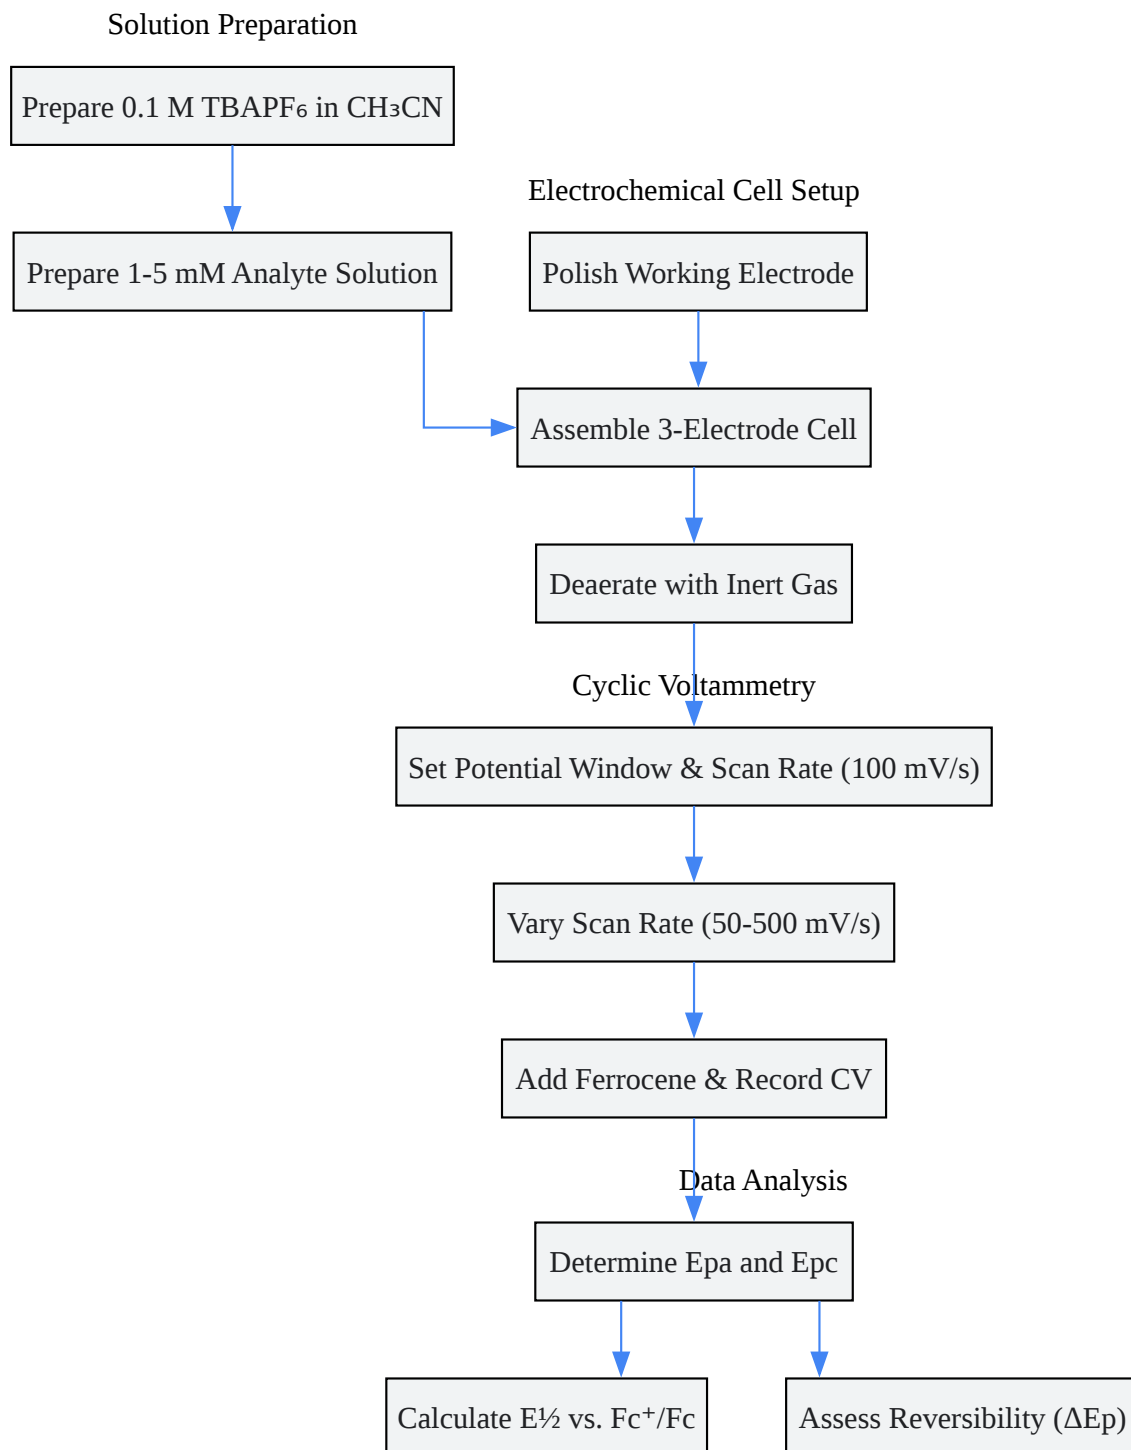 Solution Preparation
Prepare 0.1 M TBAPF₆ in CH₃CN
Electrochemical Cell Setup
Prepare 1-5 mM Analyte Solution
Polish Working Electrode
Assemble 3-Electrode Cell
Deaerate with Inert Gas
Cyclic Voltammetry
Set Potential Window & Scan Rate (100 mV/s)
Vary Scan Rate (50-500 mV/s)
Add Ferrocene & Record CV
Data Analysis
Determine Epa and Epc
Calculate E½ vs. Fc⁺/Fc
Assess Reversibility (ΔEp)